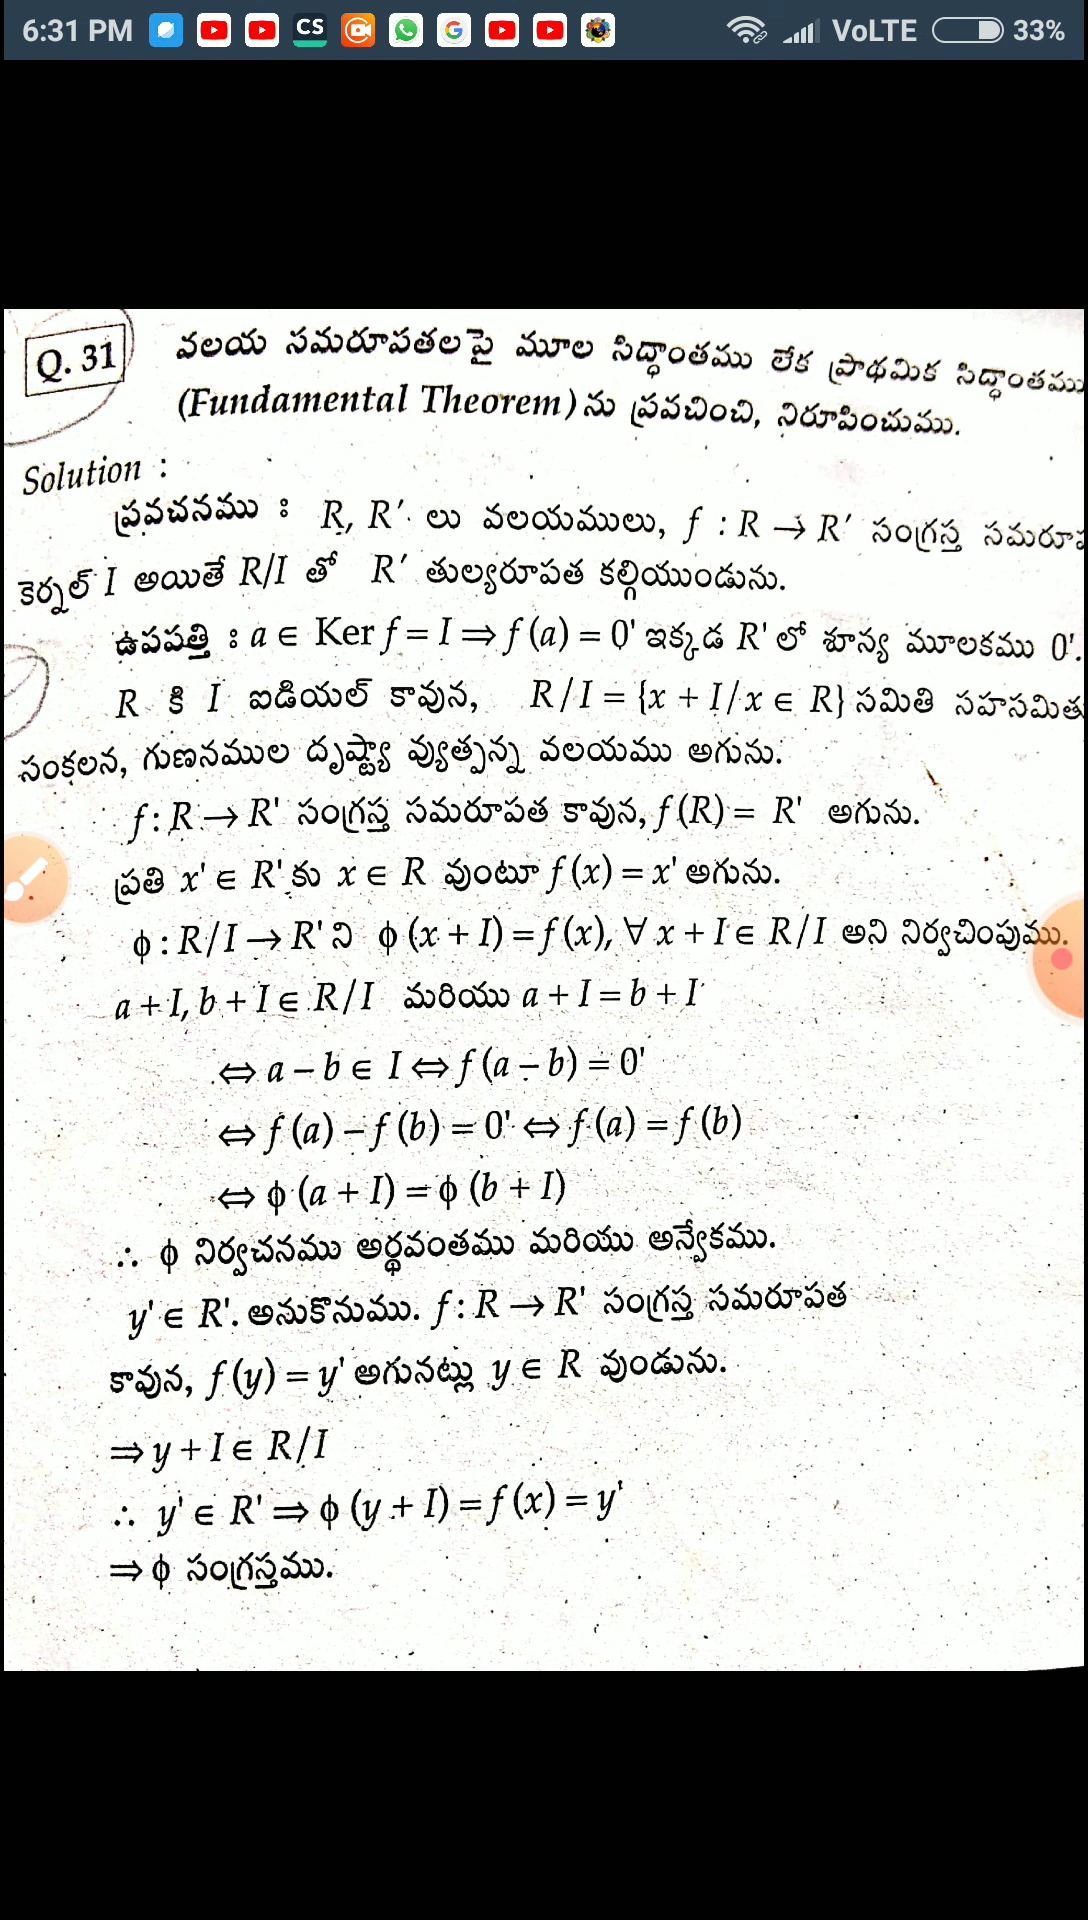 6:31 PM CS G VoLTE 33%
Q. 31 వలయ సమరూపతలపై మూల సిద్ధాంతము లేక ప్రాథమిక సిద్ధాంతము
(Fundamental Theorem) ను ప్రవచించి, నిరూపించుము.
Solution :
ప్రవచనము : R, R' లు వలయములు, f : R → R' సంగ్రస్త
కెర్నల్ I అయితే R/I తో R' తుల్యరూపత కల్గియుండును.
ఉపపత్తి : a ∈ Ker f = I ⇒ f (a) = 0' ఇక్కడ R' లో శూన్య మూలకము 0'.
R కి I ఐడియల్ కావున, R/I = {x + I/x ∈ R} సమితి
సంకలన, గుణనముల దృష్ట్యా వ్యుత్పన్న వలయము అగును.
f : R → R' సంగ్రస్త సమరూపత కావున, f (R) = R' అగును.
ప్రతి x' ∈ R' కు x ∈ R వుంటూ f (x) = x' అగును.
ϕ : R/I → R' ని ϕ (x + I) = f (x), ∀ x + I ∈ R/I అని నిర్వచింపుము.
a + I, b + I ∈ R/I మరియు a + I = b + I
⇔ a – b ∈ I ⇔ f (a – b) = 0'
⇔ f (a) – f (b) = 0' ⇔ f (a) = f (b)
⇔ ϕ (a + I) = ϕ (b + I)
∴ ϕ నిర్వచనము అర్థవంతము మరియు అన్వేకము.
y' ∈ R'. అనుకొనుము. f : R → R' సంగ్రస్త సమరూపత
కావున, f (y) = y' అగునట్లు y ∈ R వుండును.
⇒ y + I ∈ R/I
∴ y' ∈ R' ⇒ ϕ (y + I) = f (x) = y'
⇒ ϕ సంగ్రస్తము.